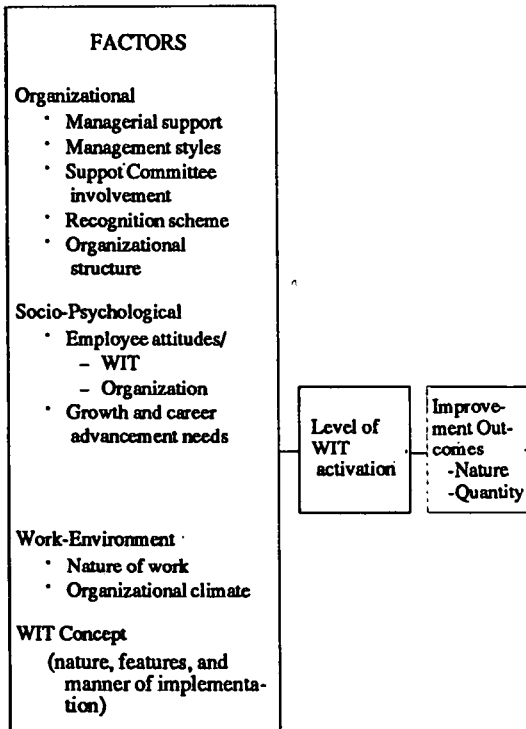 FACTORS
Organizational
· Managerial support
· Management styles
· Suppot Committee
involvement
· Recognition scheme
· Organizational
structure
Socio-Psychological
· Employee attitudes/
– WIT
– Organization
· Growth and career
advancement needs
Work-Environment
· Nature of work
· Organizational climate
WIT Concept
(nature, features, and
manner of implementa-
tion)
Level of
WIT
activation
Improve-
ment Out-
comes
-Nature
-Quantity